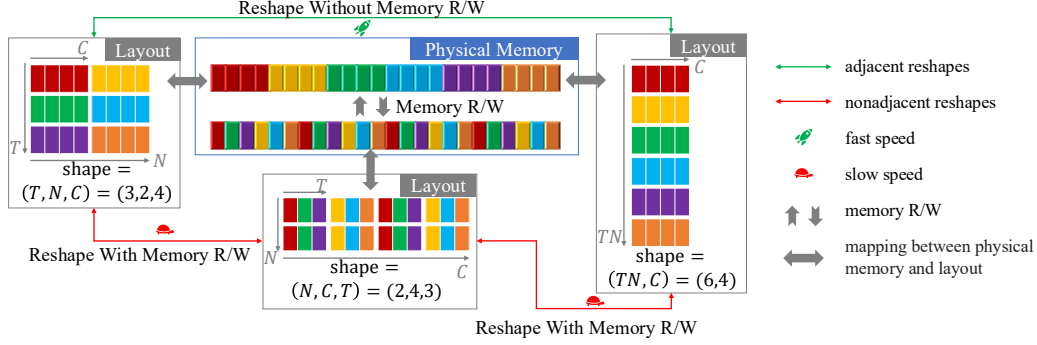 Reshape Without Memory R/W
C
Layout
T
N
shape =
(T, N, C) = (3,2,4)
Physical Memory
Memory R/W
Layout
C
TN
shape =
(TN, C) = (6,4)
Layout
T
N
C
shape =
(N, C, T) = (2,4,3)
Reshape With Memory R/W
Reshape With Memory R/W
adjacent reshapes
nonadjacent reshapes
fast speed
slow speed
memory R/W
mapping between physical
memory and layout